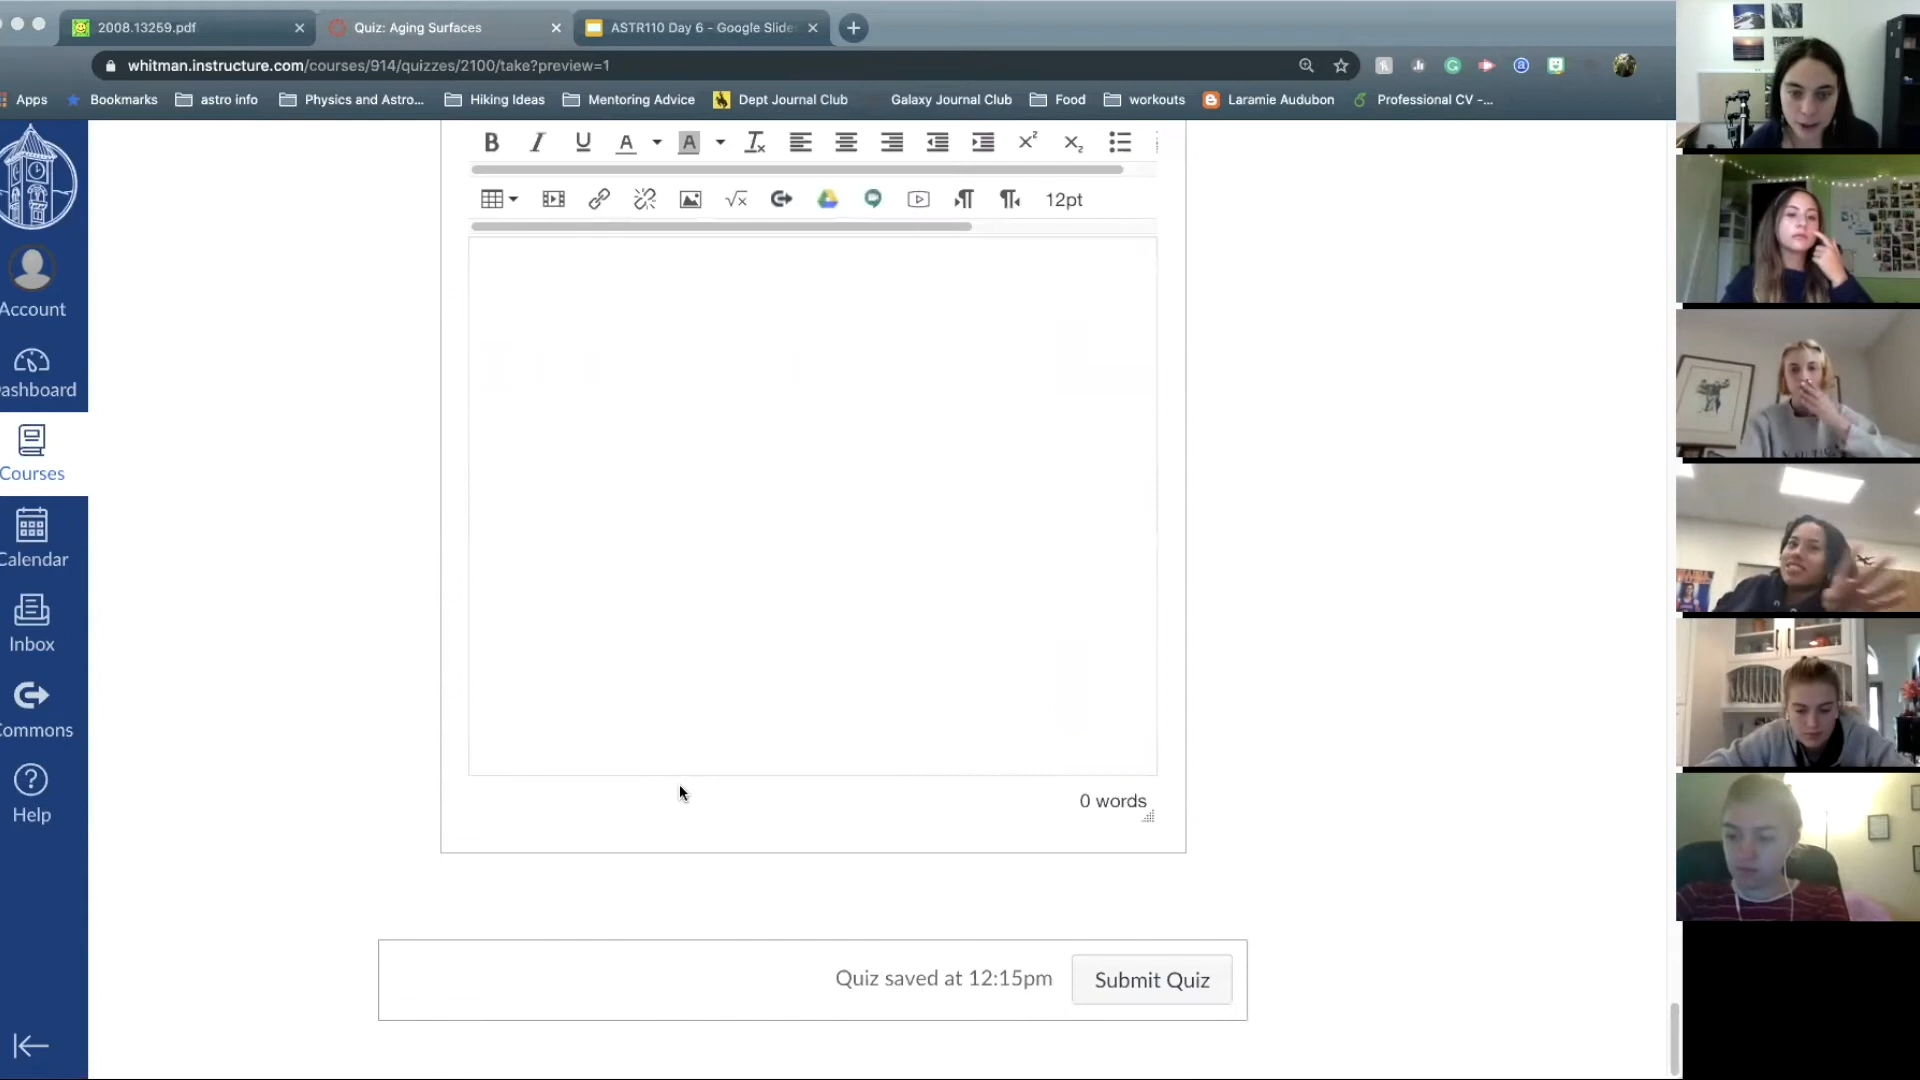 2008.13259.pdf
Quiz: Aging Surfaces
ASTR110 Day 6 - Google Slide
whitman.instructure.com/courses/914/quizzes/2100/take?preview=1
Apps
Bookmarks
astro info
Physics and Astro...
Hiking Ideas
Mentoring Advice
Dept Journal Club
Galaxy Journal Club
Food
workouts
Laramie Audubon
Professional CV -...
B I U A A
12pt
Account
ashboard
Courses
Calendar
Inbox
ommons
Help
0 words
Quiz saved at 12:15pm
Submit Quiz